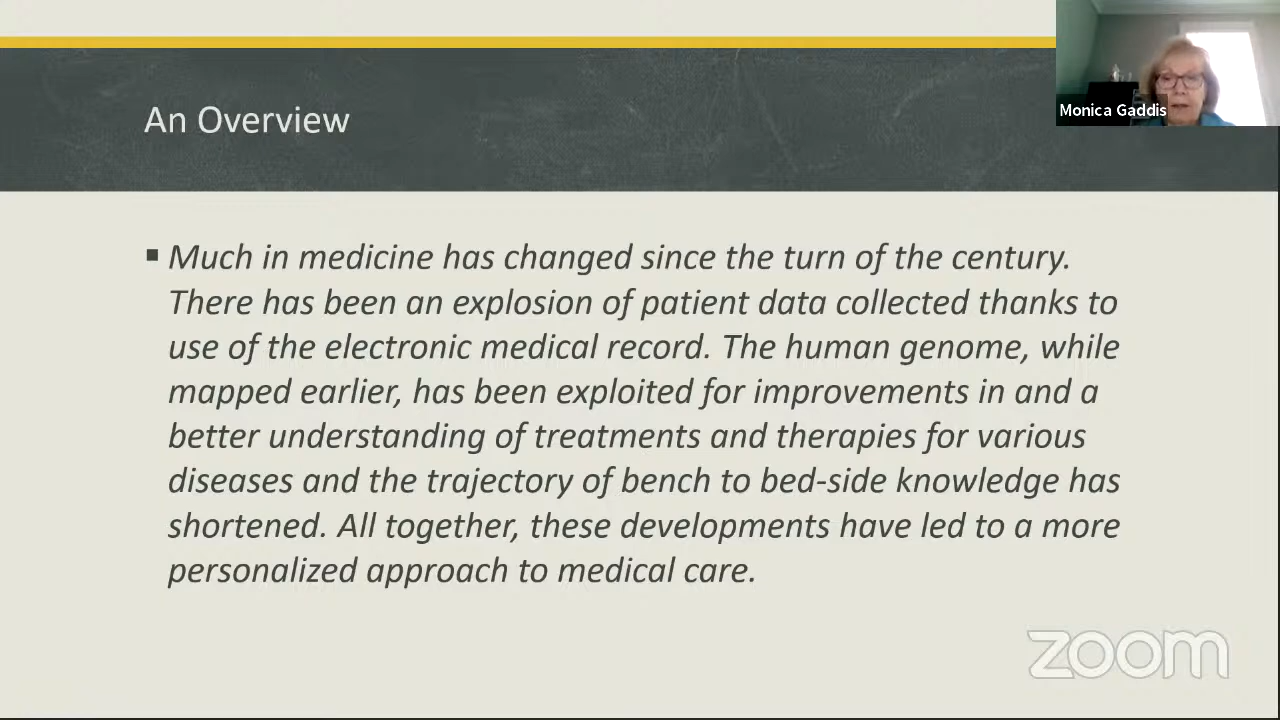 An Overview
Monica Gaddis
▪ Much in medicine has changed since the turn of the century.
There has been an explosion of patient data collected thanks to
use of the electronic medical record. The human genome, while
mapped earlier, has been exploited for improvements in and a
better understanding of treatments and therapies for various
diseases and the trajectory of bench to bed-side knowledge has
shortened. All together, these developments have led to a more
personalized approach to medical care.
zoom